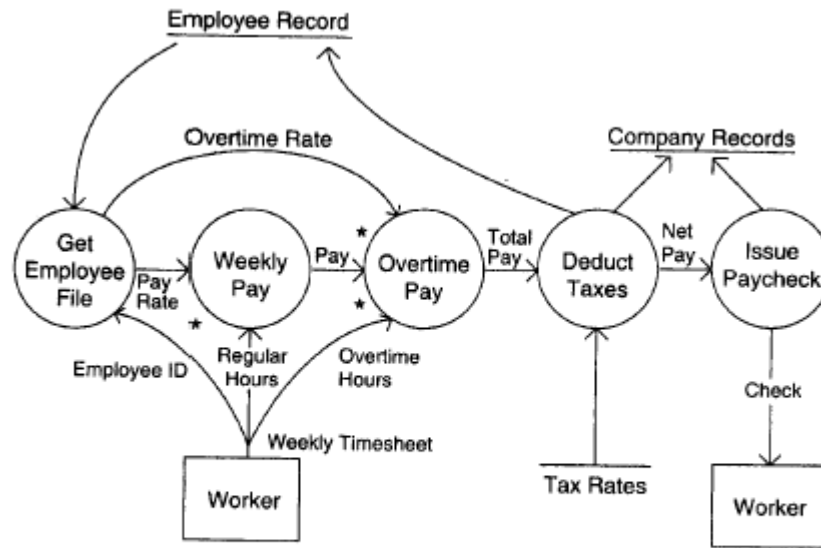 Employee Record
Overtime Rate
Company Records
Get
Employee
File
Pay
Rate
Weekly
Pay
Pay
Overtime
Pay
Total
Pay
Deduct
Taxes
Net
Pay
Issue
Paycheck
*
*
*
Employee ID
Regular
Hours
Overtime
Hours
Check
Weekly Timesheet
Worker
Tax Rates
Worker